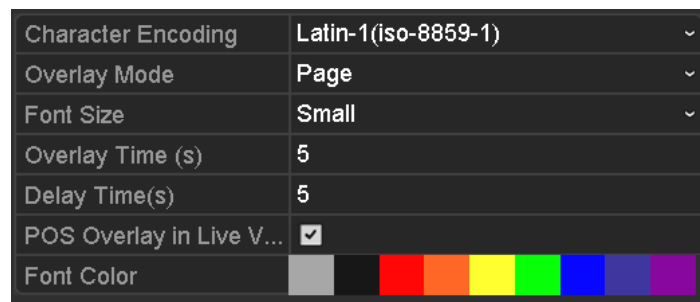 Character Encoding Latin-1(iso-8859-1)
Overlay Mode Page
Font Size Small
Overlay Time (s) 5
Delay Time(s) 5
POS Overlay in Live V...
Font Color